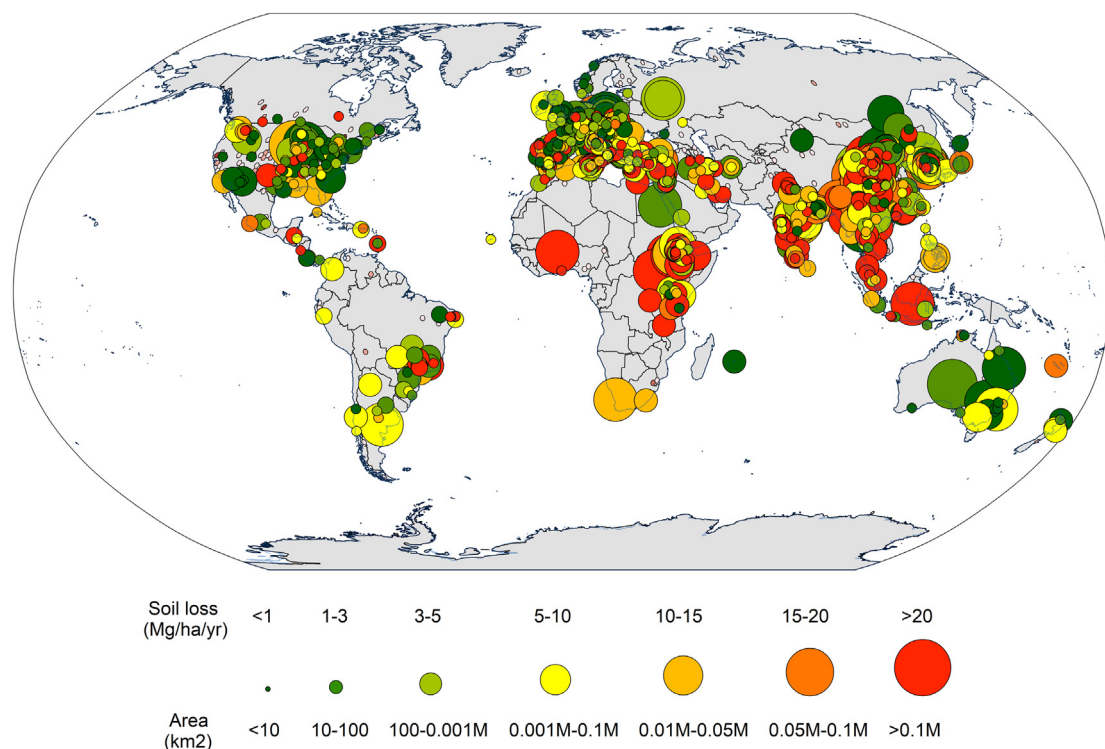 Soil loss
(Mg/ha/yr) <1 1-3 3-5 5-10 10-15 15-20 >20
Area
(km2) <10 10-100 100-0.001M 0.001M-0.1M 0.01M-0.05M 0.05M-0.1M >0.1M